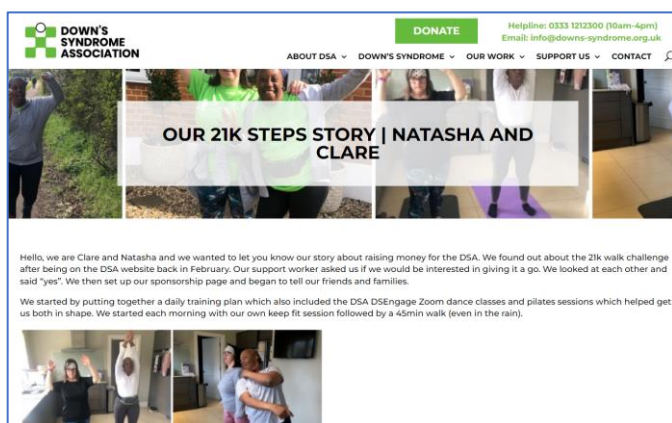 DOWN'S
SYNDROME
ASSOCIATION
DONATE
Helpline: 0333 1212300 (10am-4pm)
Email: info@downs-syndrome.org.uk
ABOUT DSA
DOWN'S SYNDROME
OUR WORK
SUPPORT US
CONTACT
OUR 21K STEPS STORY | NATASHA AND
CLARE
Hello, we are Clare and Natasha and we wanted to let you know our story about raising money for the DSA. We found out about the 21k walk challenge
after being on the DSA website back in February. Our support worker asked us if we would be interested in giving it a go. We looked at each other and
said "yes". We then set up our sponsorship page and began to tell our friends and families.
We started by putting together a daily training plan which also included the DSA DSEngage Zoom dance classes and pilates sessions which helped get
us both in shape. We started each morning with our own keep fit session followed by a 45min walk (even in the rain).